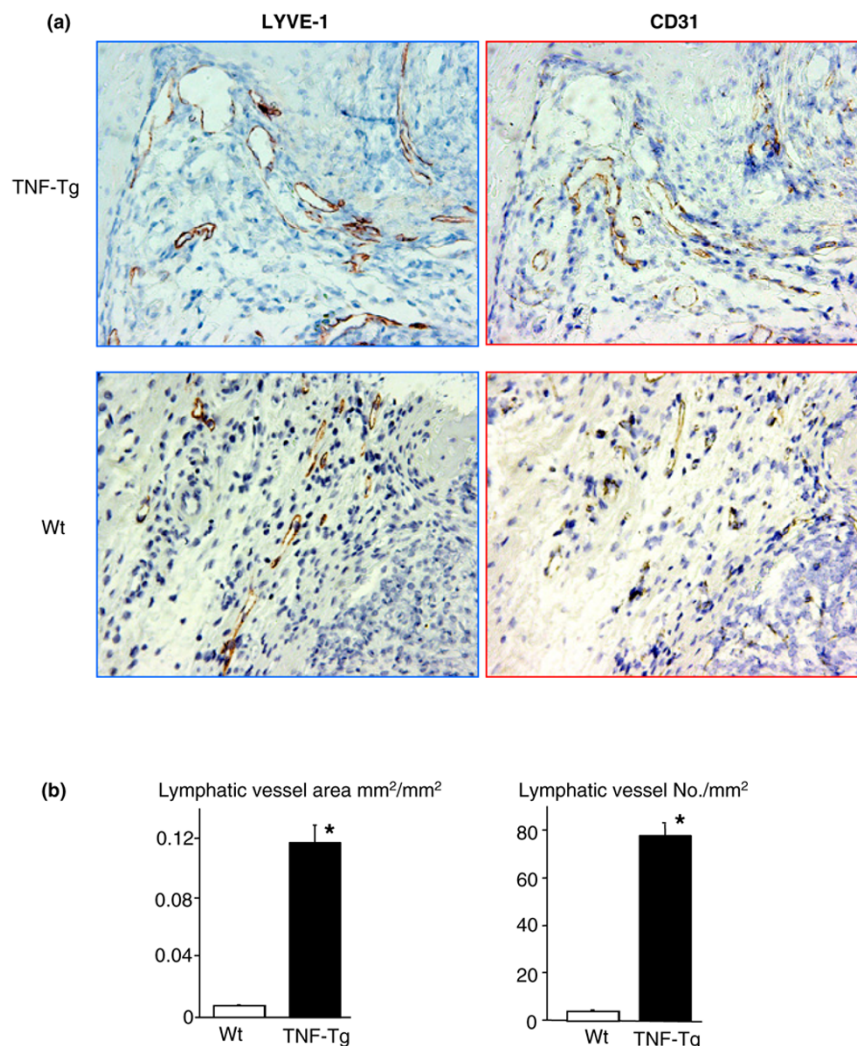 (a)
LYVE-1
CD31
TNF-Tg
Wt
(b)
Lymphatic vessel area mm²/mm²
0.12
*
0.08
0.04
0
Wt
TNF-Tg
Lymphatic vessel No./mm²
80
*
60
40
20
0
Wt
TNF-Tg